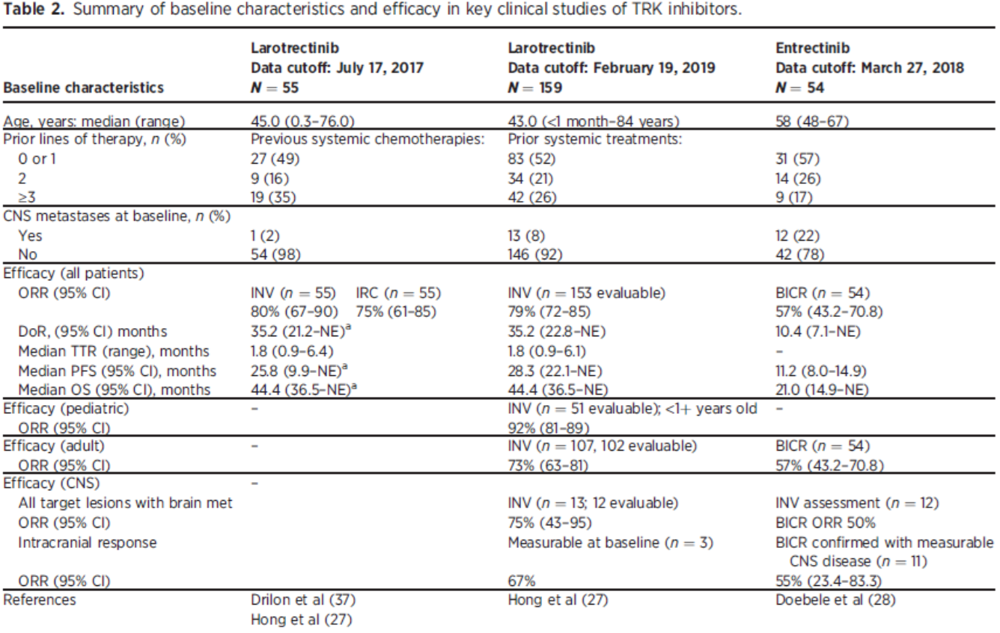 Table 2. Summary of baseline characteristics and efficacy in key clinical studies of TRK inhibitors.
Baseline characteristics | Larotrectinib Data cutoff: July 17, 2017 N = 55 | Larotrectinib Data cutoff: February 19, 2019 N = 159 | Entrectinib Data cutoff: March 27, 2018 N = 54
Age, years: median (range) | 45.0 (0.3–76.0) | 43.0 (<1 month–84 years) | 58 (48–67)
Prior lines of therapy, n (%) | Previous systemic chemotherapies: | Prior systemic treatments:
0 or 1 | 27 (49) | 83 (52) | 31 (57)
2 | 9 (16) | 34 (21) | 14 (26)
≥3 | 19 (35) | 42 (26) | 9 (17)
CNS metastases at baseline, n (%)
Yes | 1 (2) | 13 (8) | 12 (22)
No | 54 (98) | 146 (92) | 42 (78)
Efficacy (all patients)
ORR (95% CI) | INV (n = 55) IRC (n = 55) | INV (n = 153 evaluable) | BICR (n = 54)
80% (67–90) 75% (61–85) | 79% (72–85) | 57% (43.2–70.8)
DoR, (95% CI) months | 35.2 (21.2–NE)a | 35.2 (22.8–NE) | 10.4 (7.1–NE)
Median TTR (range), months | 1.8 (0.9–6.4) | 1.8 (0.9–6.1) | –
Median PFS (95% CI), months | 25.8 (9.9–NE)a | 28.3 (22.1–NE) | 11.2 (8.0–14.9)
Median OS (95% CI), months | 44.4 (36.5–NE)a | 44.4 (36.5–NE) | 21.0 (14.9–NE)
Efficacy (pediatric) | – | INV (n = 51 evaluable); <1+ years old | –
ORR (95% CI) | 92% (81–89)
Efficacy (adult) | – | INV (n = 107, 102 evaluable) | BICR (n = 54)
ORR (95% CI) | 73% (63–81) | 57% (43.2–70.8)
Efficacy (CNS) | –
All target lesions with brain met | INV (n = 13; 12 evaluable) | INV assessment (n = 12)
ORR (95% CI) | 75% (43–95) | BICR ORR 50%
Intracranial response | Measurable at baseline (n = 3) | BICR confirmed with measurable
CNS disease (n = 11)
ORR (95% CI) | 67% | 55% (23.4–83.3)
References | Drilon et al (37) | Hong et al (27) | Doebele et al (28)
Hong et al (27)